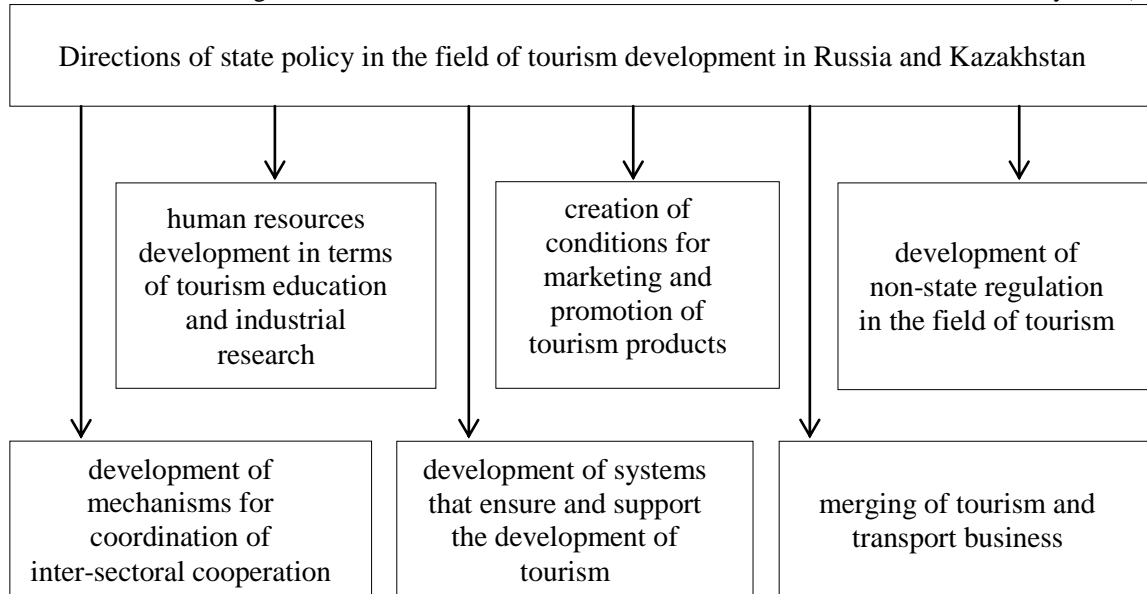 Directions of state policy in the field of tourism development in Russia and Kazakhstan
human resources
development in terms
of tourism education
and industrial
research
creation of
conditions for
marketing and
promotion of
tourism products
development of
non-state regulation
in the field of tourism
development of
mechanisms for
coordination of
inter-sectoral cooperation
development of systems
that ensure and support
the development of
tourism
merging of tourism and
transport business